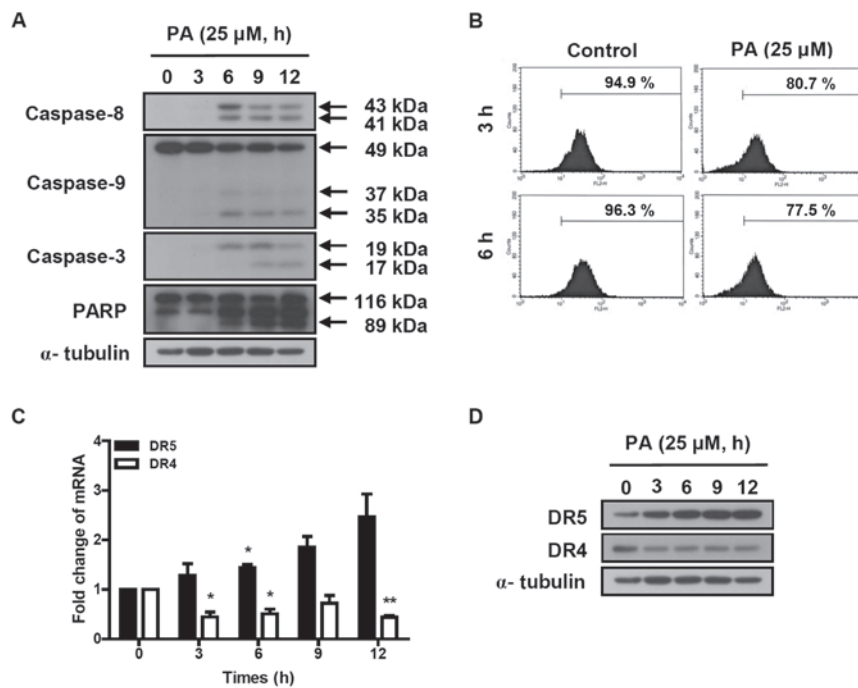 A
PA (25 µM, h)
0 3 6 9 12
Caspase-8
43 kDa
41 kDa
49 kDa
Caspase-9
37 kDa
35 kDa
Caspase-3
19 kDa
17 kDa
PARP
116 kDa
89 kDa
α- tubulin
B
Control
PA (25 µM)
3 h
94.9 %
80.7 %
6 h
96.3 %
77.5 %
Counts
FL2-H
C
DR5
DR4
Fold change of mRNA
4
3
2
1
0
*
*
*
**
0 3 6 9 12
Times (h)
D
PA (25 µM, h)
0 3 6 9 12
DR5
DR4
α- tubulin